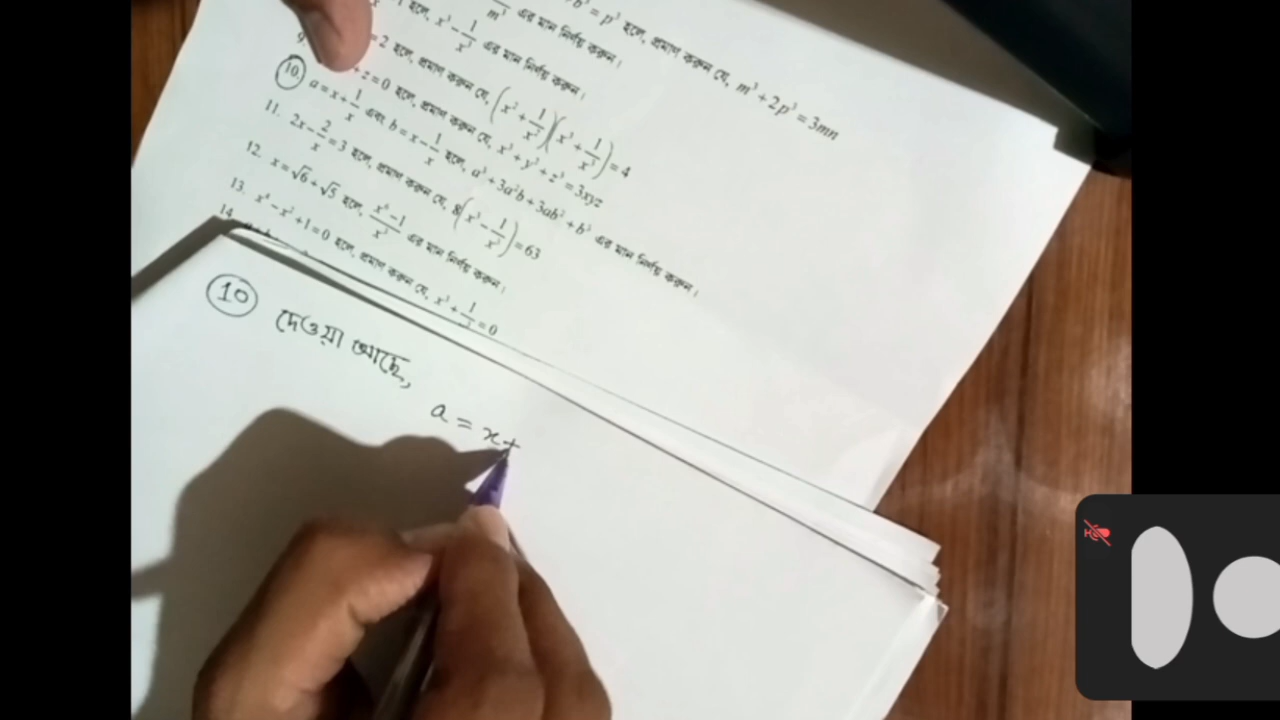 b³ = p³ হলে, প্রমাণ করুন যে, m³ + 2p³ = 3mn
এর মান নির্ণয় করুন।
হলে, x³ - 1/x³ এর মান নির্ণয় করুন।
9. = 2 হলে, প্রমাণ করুন যে, (x² + 1/x²)(x³ + 1/x³) = 4
10. + z = 0 হলে, প্রমাণ করুন যে, x³ + y³ + z³ = 3xyz
a = x + 1/x এবং b = x - 1/x হলে, a³ + 3a²b + 3ab² + b³ এর মান নির্ণয় করুন।
11. 2x - 2/x = 3 হলে, প্রমাণ করুন যে, 8(x³ - 1/x³) = 63
12. x = √6 + √5 হলে, x⁶ - 1/x³ এর মান নির্ণয় করুন।
13. x⁴ - x² + 1 = 0 হলে, প্রমাণ করুন যে, x³ + 1/x³ = 0
14.
10 দেওয়া আছে,
a = x +